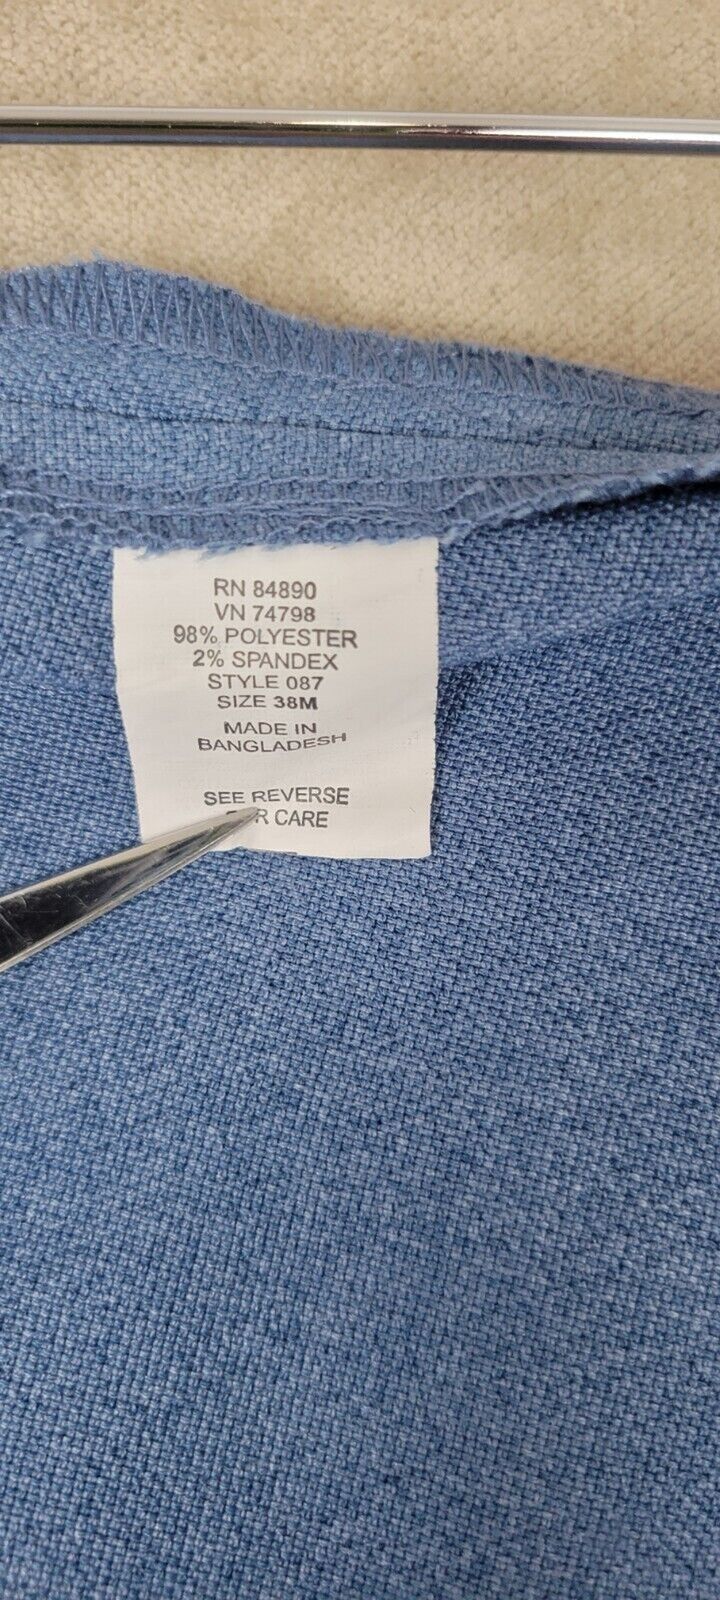 RN 84890
VN 74798
98% POLYESTER
2% SPANDEX
STYLE 087
SIZE 38M
MADE IN
BANGLADESH
SEE REVERSE
CARE